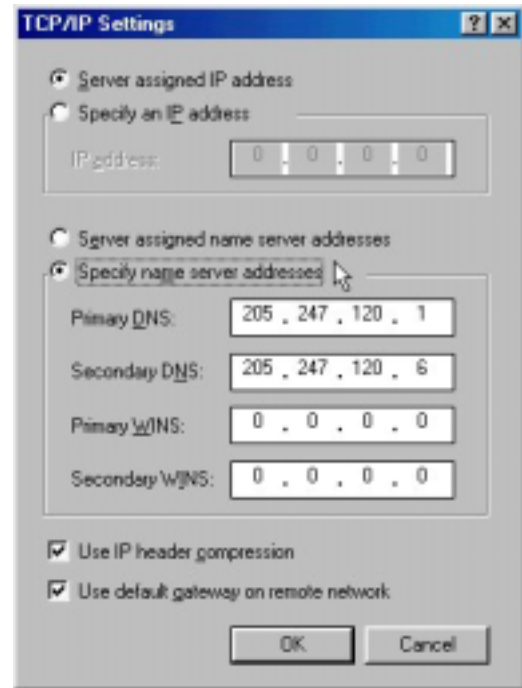 TCP/IP Settings
Server assigned IP address
Specify an IP address
IP address: 0 . 0 . 0 . 0
Server assigned name server addresses
Specify name server addresses
Primary DNS: 205 . 247 . 120 . 1
Secondary DNS: 205 . 247 . 120 . 6
Primary WINS: 0 . 0 . 0 . 0
Secondary WINS: 0 . 0 . 0 . 0
Use IP header compression
Use default gateway on remote network
OK Cancel